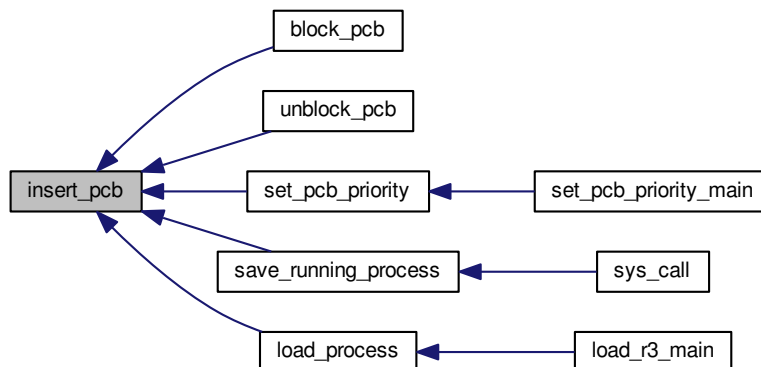 block_pcb
unblock_pcb
insert_pcb
set_pcb_priority
set_pcb_priority_main
save_running_process
sys_call
load_process
load_r3_main